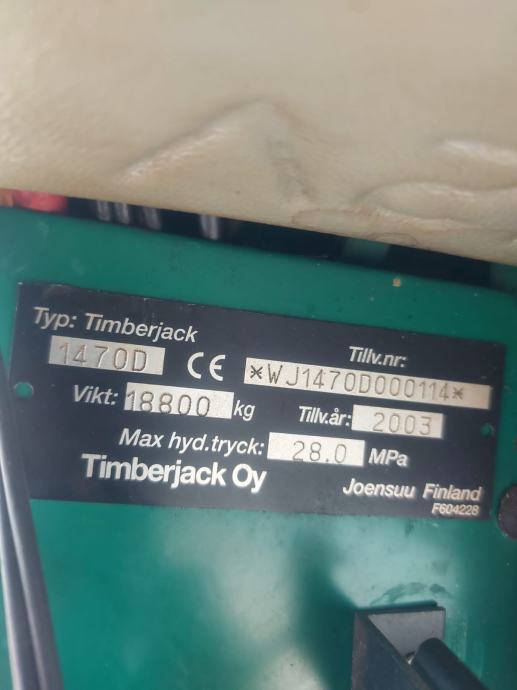 Typ: Timberjack
1470D CE Tillv.nr: *WJ1470D000114*
Vikt: 18800 kg Tillv.år: 2003
Max hyd.tryck: 28.0 MPa
Timberjack Oy Joensuu Finland
F604228